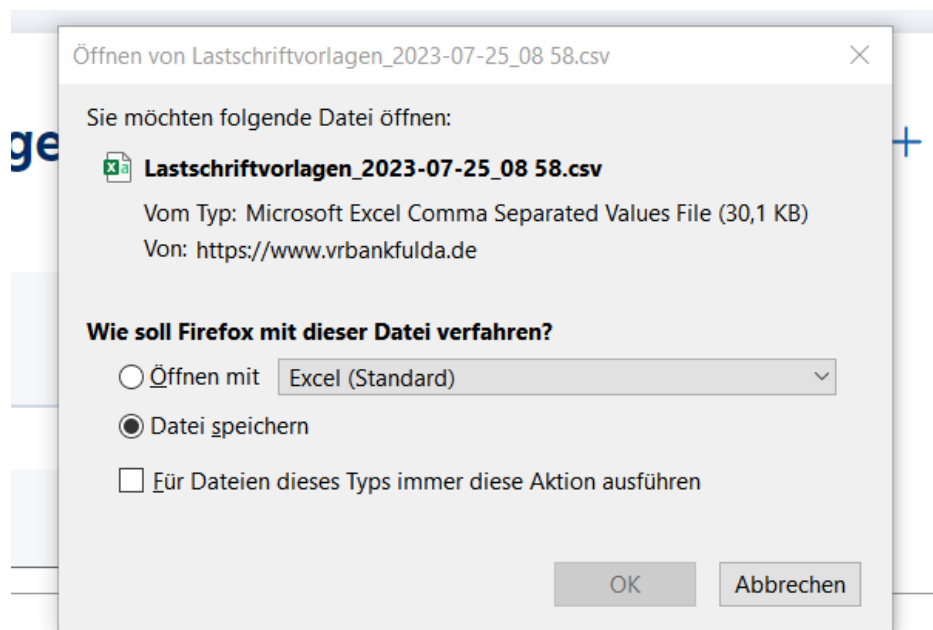 Öffnen von Lastschriftvorlagen_2023-07-25_08 58.csv
Sie möchten folgende Datei öffnen:
ge
Lastschriftvorlagen_2023-07-25_08 58.csv
Vom Typ: Microsoft Excel Comma Separated Values File (30,1 KB)
Von: https://www.vrbankfulda.de
Wie soll Firefox mit dieser Datei verfahren?
Öffnen mit Excel (Standard)
Datei speichern
Für Dateien dieses Typs immer diese Aktion ausführen
OK Abbrechen